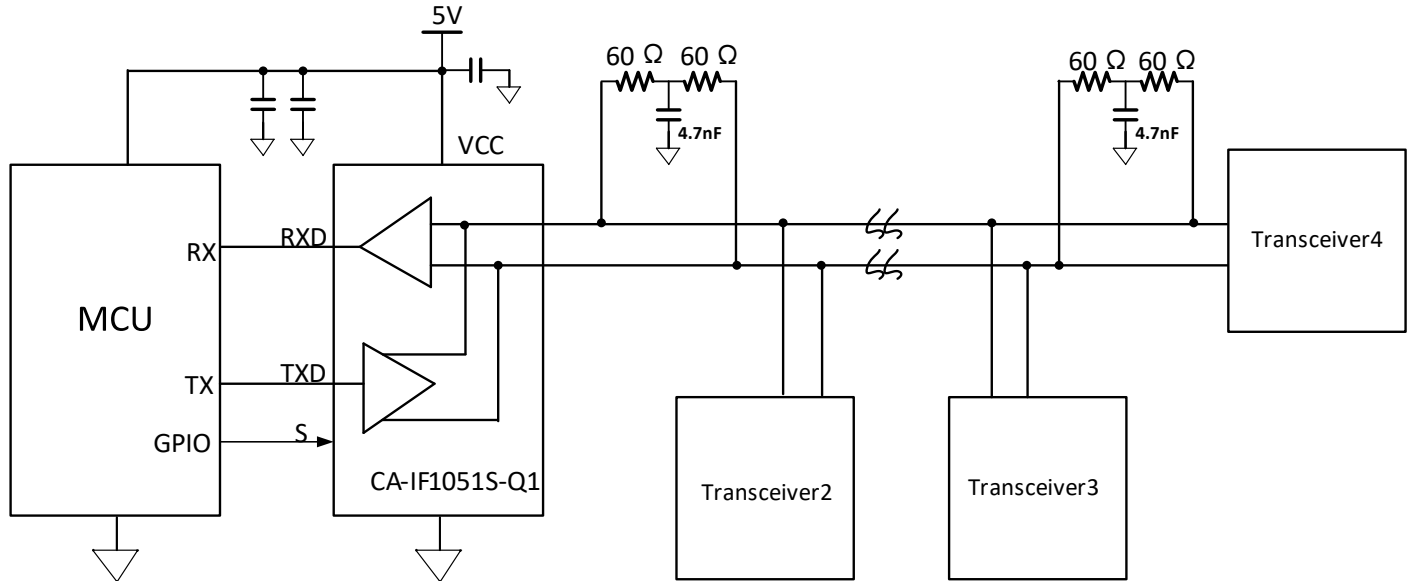 5V
60 Ω 60 Ω
60 Ω 60 Ω
4.7nF
4.7nF
VCC
RX
RXD
MCU
TX
TXD
GPIO
S
CA-IF1051S-Q1
Transceiver2
Transceiver3
Transceiver4